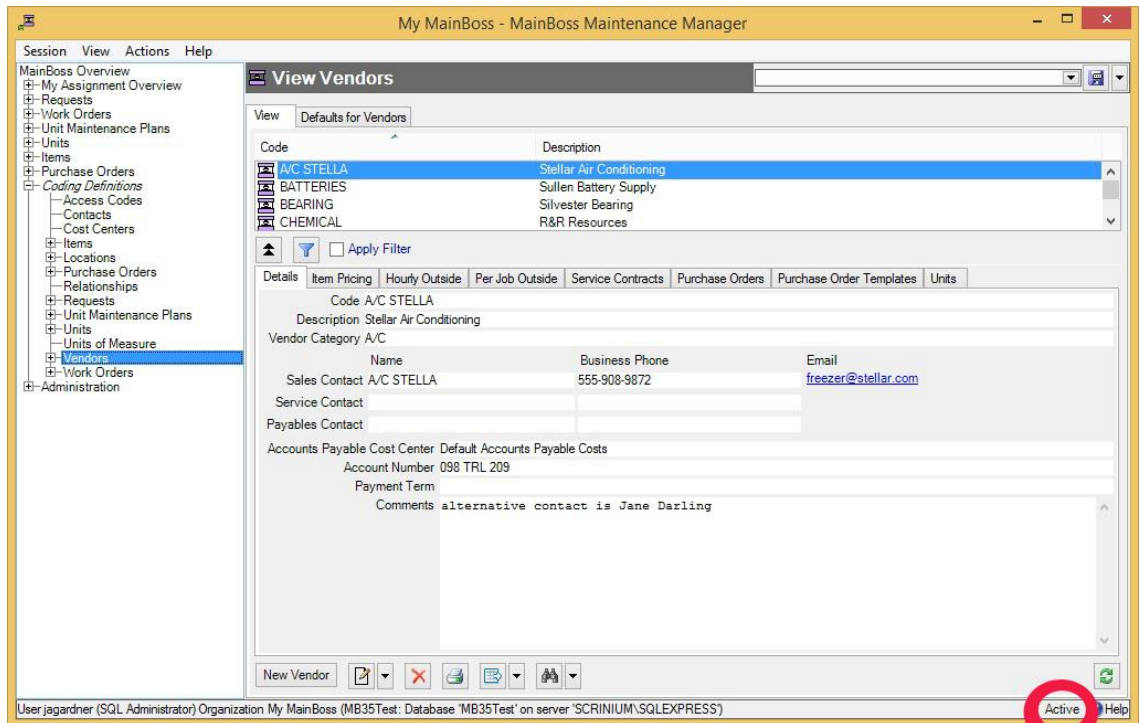 My MainBoss - MainBoss Maintenance Manager
Session View Actions Help
MainBoss Overview
My Assignment Overview
Requests
Work Orders
Unit Maintenance Plans
Units
Items
Purchase Orders
Coding Definitions
Access Codes
Contacts
Cost Centers
Items
Locations
Purchase Orders
Relationships
Requests
Unit Maintenance Plans
Units
Units of Measure
Vendors
Work Orders
Administration
View Vendors
View Defaults for Vendors
Code Description
A/C STELLA Stellar Air Conditioning
BATTERIES Sullen Battery Supply
BEARING Silvester Bearing
CHEMICAL R&R Resources
Apply Filter
Details Item Pricing Hourly Outside Per Job Outside Service Contracts Purchase Orders Purchase Order Templates Units
Code A/C STELLA
Description Stellar Air Conditioning
Vendor Category A/C
Name Business Phone Email
Sales Contact A/C STELLA 555-908-9872 freezer@stellar.com
Service Contact
Payables Contact
Accounts Payable Cost Center Default Accounts Payable Costs
Account Number 098 TRL 209
Payment Term
Comments alternative contact is Jane Darling
New Vendor
User jagardner (SQL Administrator) Organization My MainBoss (MB35Test: Database 'MB35Test' on server 'SCRINIUM\SQLEXPRESS') Active Help